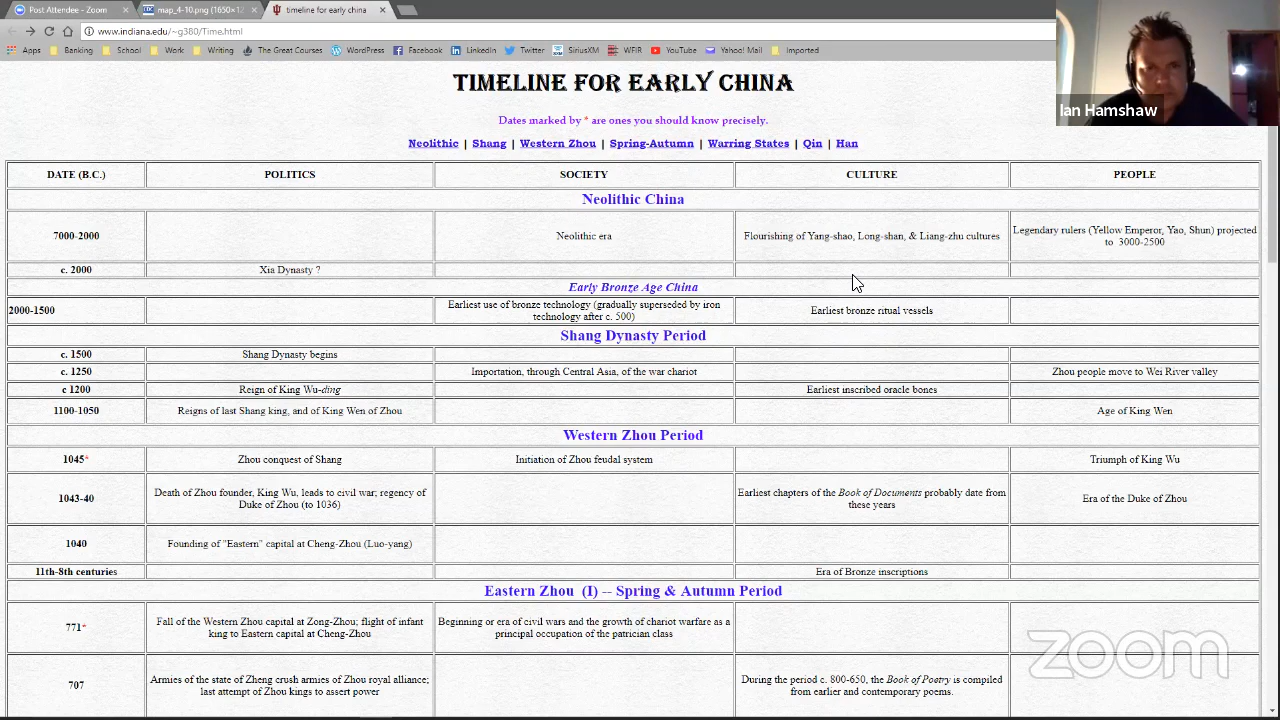 Post Attendee - Zoom
map_4-10.png (1650×1.
timeline for early china
www.indiana.edu/~g380/Time.html
Apps Banking School Work Writing The Great Courses WordPress Facebook LinkedIn Twitter SiriusXM WFIR YouTube Yahoo! Mail Imported
Ian Hamshaw
TIMELINE FOR EARLY CHINA
Dates marked by * are ones you should know precisely.
Neolithic | Shang | Western Zhou | Spring-Autumn | Warring States | Qin | Han
DATE (B.C.) POLITICS SOCIETY CULTURE PEOPLE
Neolithic China
7000-2000 Neolithic era Flourishing of Yang-shao, Long-shan, & Liang-zhu cultures Legendary rulers (Yellow Emperor, Yao, Shun) projected
to 3000-2500
c. 2000 Xia Dynasty ?
Early Bronze Age China
2000-1500 Earliest use of bronze technology (gradually superseded by iron
technology after c. 500) Earliest bronze ritual vessels
Shang Dynasty Period
c. 1500 Shang Dynasty begins
c. 1250 Importation, through Central Asia, of the war chariot Zhou people move to Wei River valley
c 1200 Reign of King Wu-ding Earliest inscribed oracle bones
1100-1050 Reigns of last Shang king, and of King Wen of Zhou Age of King Wen
Western Zhou Period
1045* Zhou conquest of Shang Initiation of Zhou feudal system Triumph of King Wu
1043-40 Death of Zhou founder, King Wu, leads to civil war; regency of
Duke of Zhou (to 1036) Earliest chapters of the Book of Documents probably date from
these years Era of the Duke of Zhou
1040 Founding of "Eastern" capital at Cheng-Zhou (Luo-yang)
11th-8th centuries Era of Bronze inscriptions
Eastern Zhou (I) -- Spring & Autumn Period
771* Fall of the Western Zhou capital at Zong-Zhou; flight of infant
king to Eastern capital at Cheng-Zhou Beginning or era of civil wars and the growth of chariot warfare as a
principal occupation of the patrician class
707 Armies of the state of Zheng crush armies of Zhou royal alliance;
last attempt of Zhou kings to assert power During the period c. 800-650, the Book of Poetry is compiled
from earlier and contemporary poems.
zoom